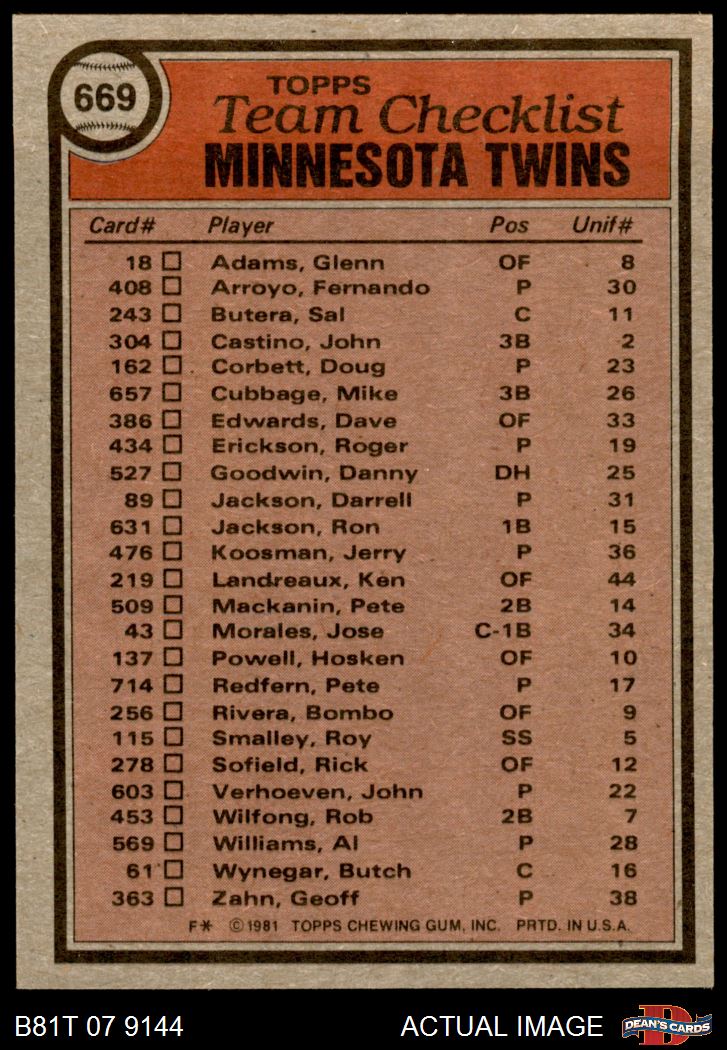 669
TOPPS
Team Checklist
MINNESOTA TWINS
Card# Player Pos Unif#
18 Adams, Glenn OF 8
408 Arroyo, Fernando P 30
243 Butera, Sal C 11
304 Castino, John 3B 2
162 Corbett, Doug P 23
657 Cubbage, Mike 3B 26
386 Edwards, Dave OF 33
434 Erickson, Roger P 19
527 Goodwin, Danny DH 25
89 Jackson, Darrell P 31
631 Jackson, Ron 1B 15
476 Koosman, Jerry P 36
219 Landreaux, Ken OF 44
509 Mackanin, Pete 2B 14
43 Morales, Jose C-1B 34
137 Powell, Hosken OF 10
714 Redfern, Pete P 17
256 Rivera, Bombo OF 9
115 Smalley, Roy SS 5
278 Sofield, Rick OF 12
603 Verhoeven, John P 22
453 Wilfong, Rob 2B 7
569 Williams, Al P 28
61 Wynegar, Butch C 16
363 Zahn, Geoff P 38
F* ©1981 TOPPS CHEWING GUM, INC. PRTD. IN U.S.A.
B81T 07 9144 ACTUAL IMAGE D DEAN'S CARDS